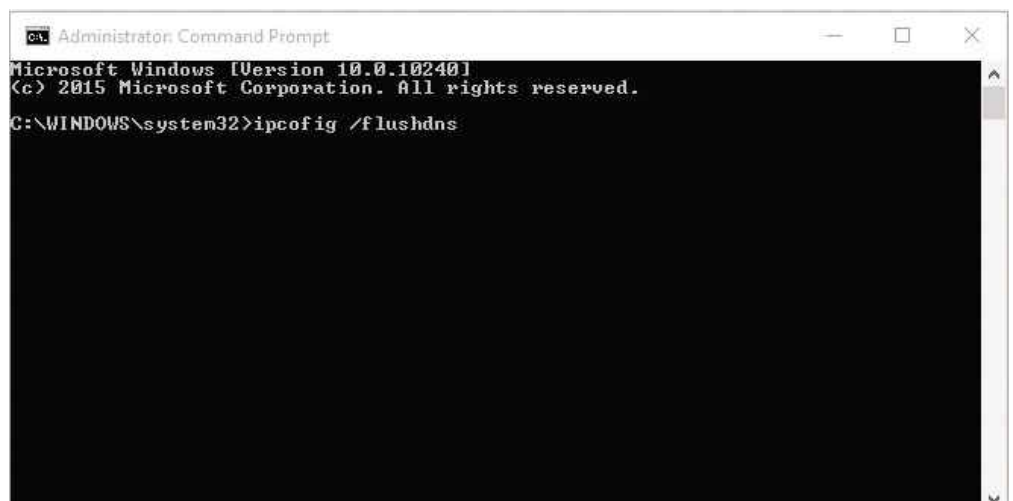 Administrator: Command Prompt
Microsoft Windows [Version 10.0.10240]
(c) 2015 Microsoft Corporation. All rights reserved.
C:\WINDOWS\system32>ipcofig /flushdns